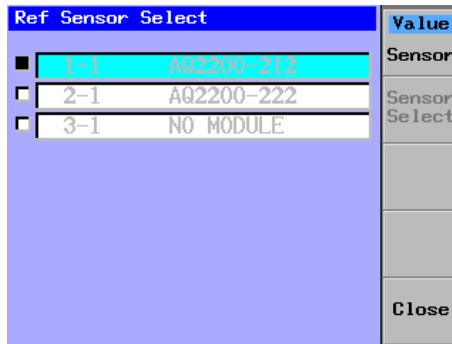 Ref Sensor Select
Value
Sensor
1-1 AQ2200-212
2-1 AQ2200-222
Sensor
Select
3-1 NO MODULE
Close